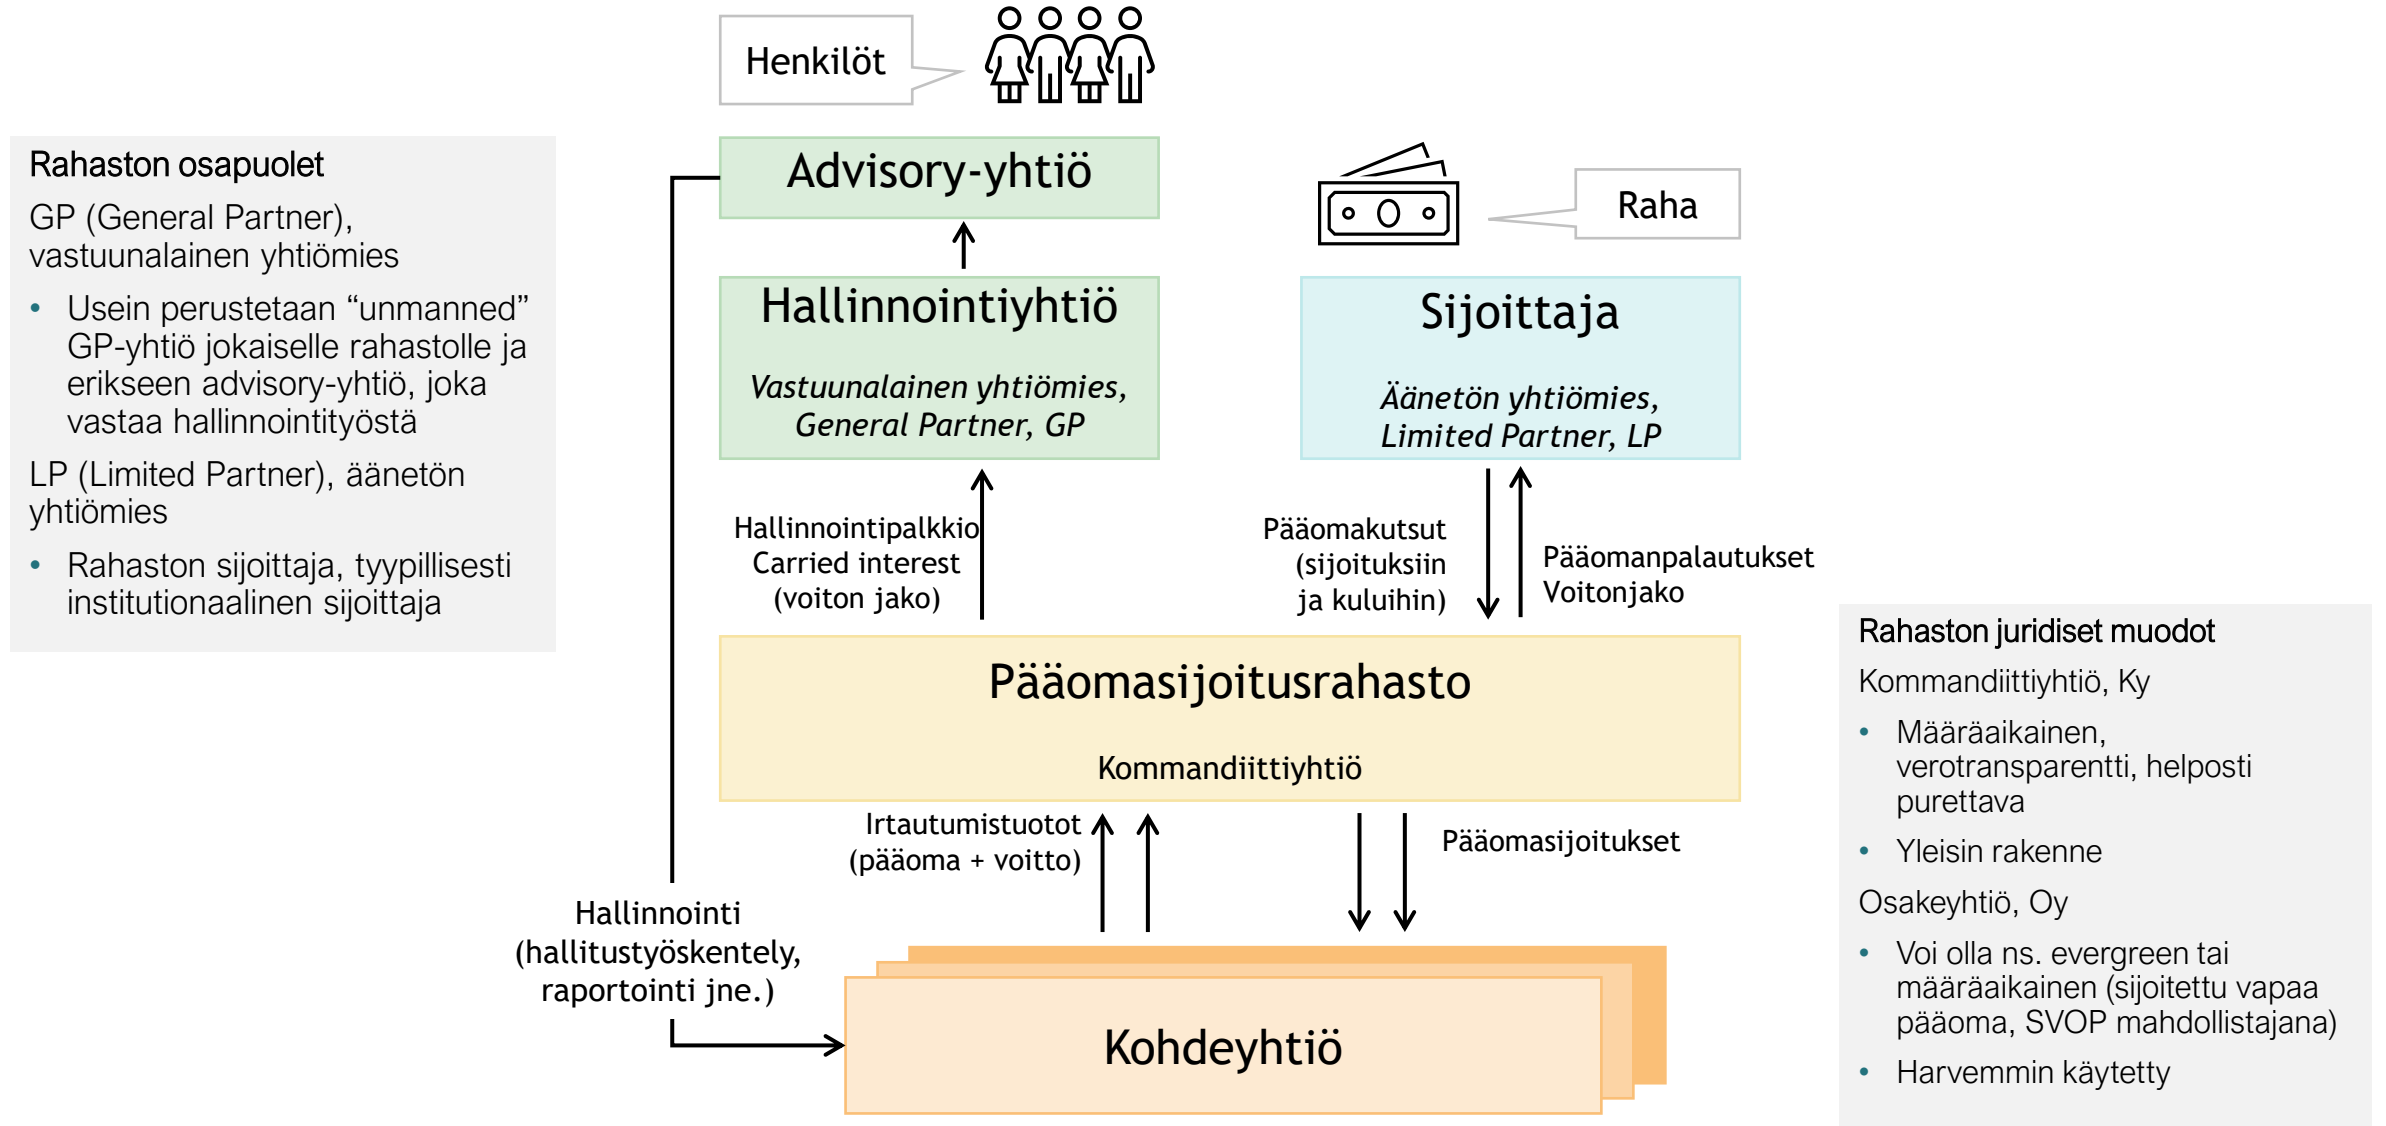 Henkilöt
Rahaston osapuolet
GP (General Partner),
vastuunalainen yhtiömies
• Usein perustetaan “unmanned”
GP-yhtiö jokaiselle rahastolle ja
erikseen advisory-yhtiö, joka
vastaa hallinnointityöstä
LP (Limited Partner), äänetön
yhtiömies
• Rahaston sijoittaja, tyypillisesti
institutionaalinen sijoittaja
Advisory-yhtiö
Raha
Hallinnointiyhtiö
Vastuunalainen yhtiömies,
General Partner, GP
Sijoittaja
Äänetön yhtiömies,
Limited Partner, LP
Hallinnointipalkkio
Carried interest
(voiton jako)
Pääomakutsut
(sijoituksiin
ja kuluihin)
Pääomanpalautukset
Voitonjako
Pääomasijoitusrahasto
Kommandiittiyhtiö
Irtautumistuotot
(pääoma + voitto)
Pääomasijoitukset
Hallinnointi
(hallitustyöskentely,
raportointi jne.)
Kohdeyhtiö
Rahaston juridiset muodot
Kommandiittiyhtiö, Ky
• Määräaikainen,
verotransparentti, helposti
purettava
• Yleisin rakenne
Osakeyhtiö, Oy
• Voi olla ns. evergreen tai
määräaikainen (sijoitettu vapaa
pääoma, SVOP mahdollistajana)
• Harvemmin käytetty